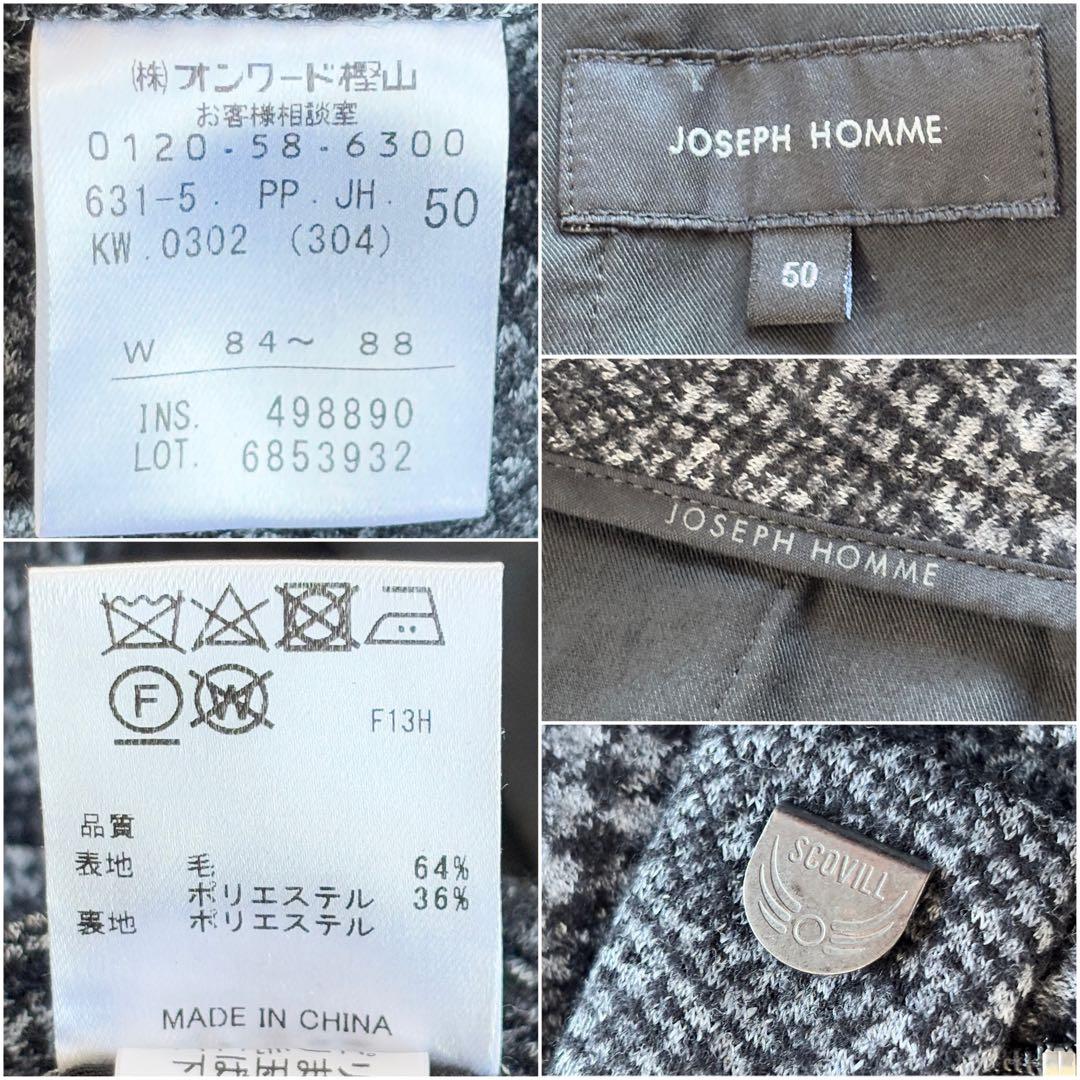 (株)オンワード樫山
お客様相談室
0120-58-6300
631-5. PP. JH. 50
KW.0302 (304)
W 84～ 88
INS. 498890
LOT. 6853932
JOSEPH HOMME
50
JOSEPH HOMME
F
W
F13H
品質
表地 毛 64%
ポリエステル 36%
裏地 ポリエステル
MADE IN CHINA
SCOVILL